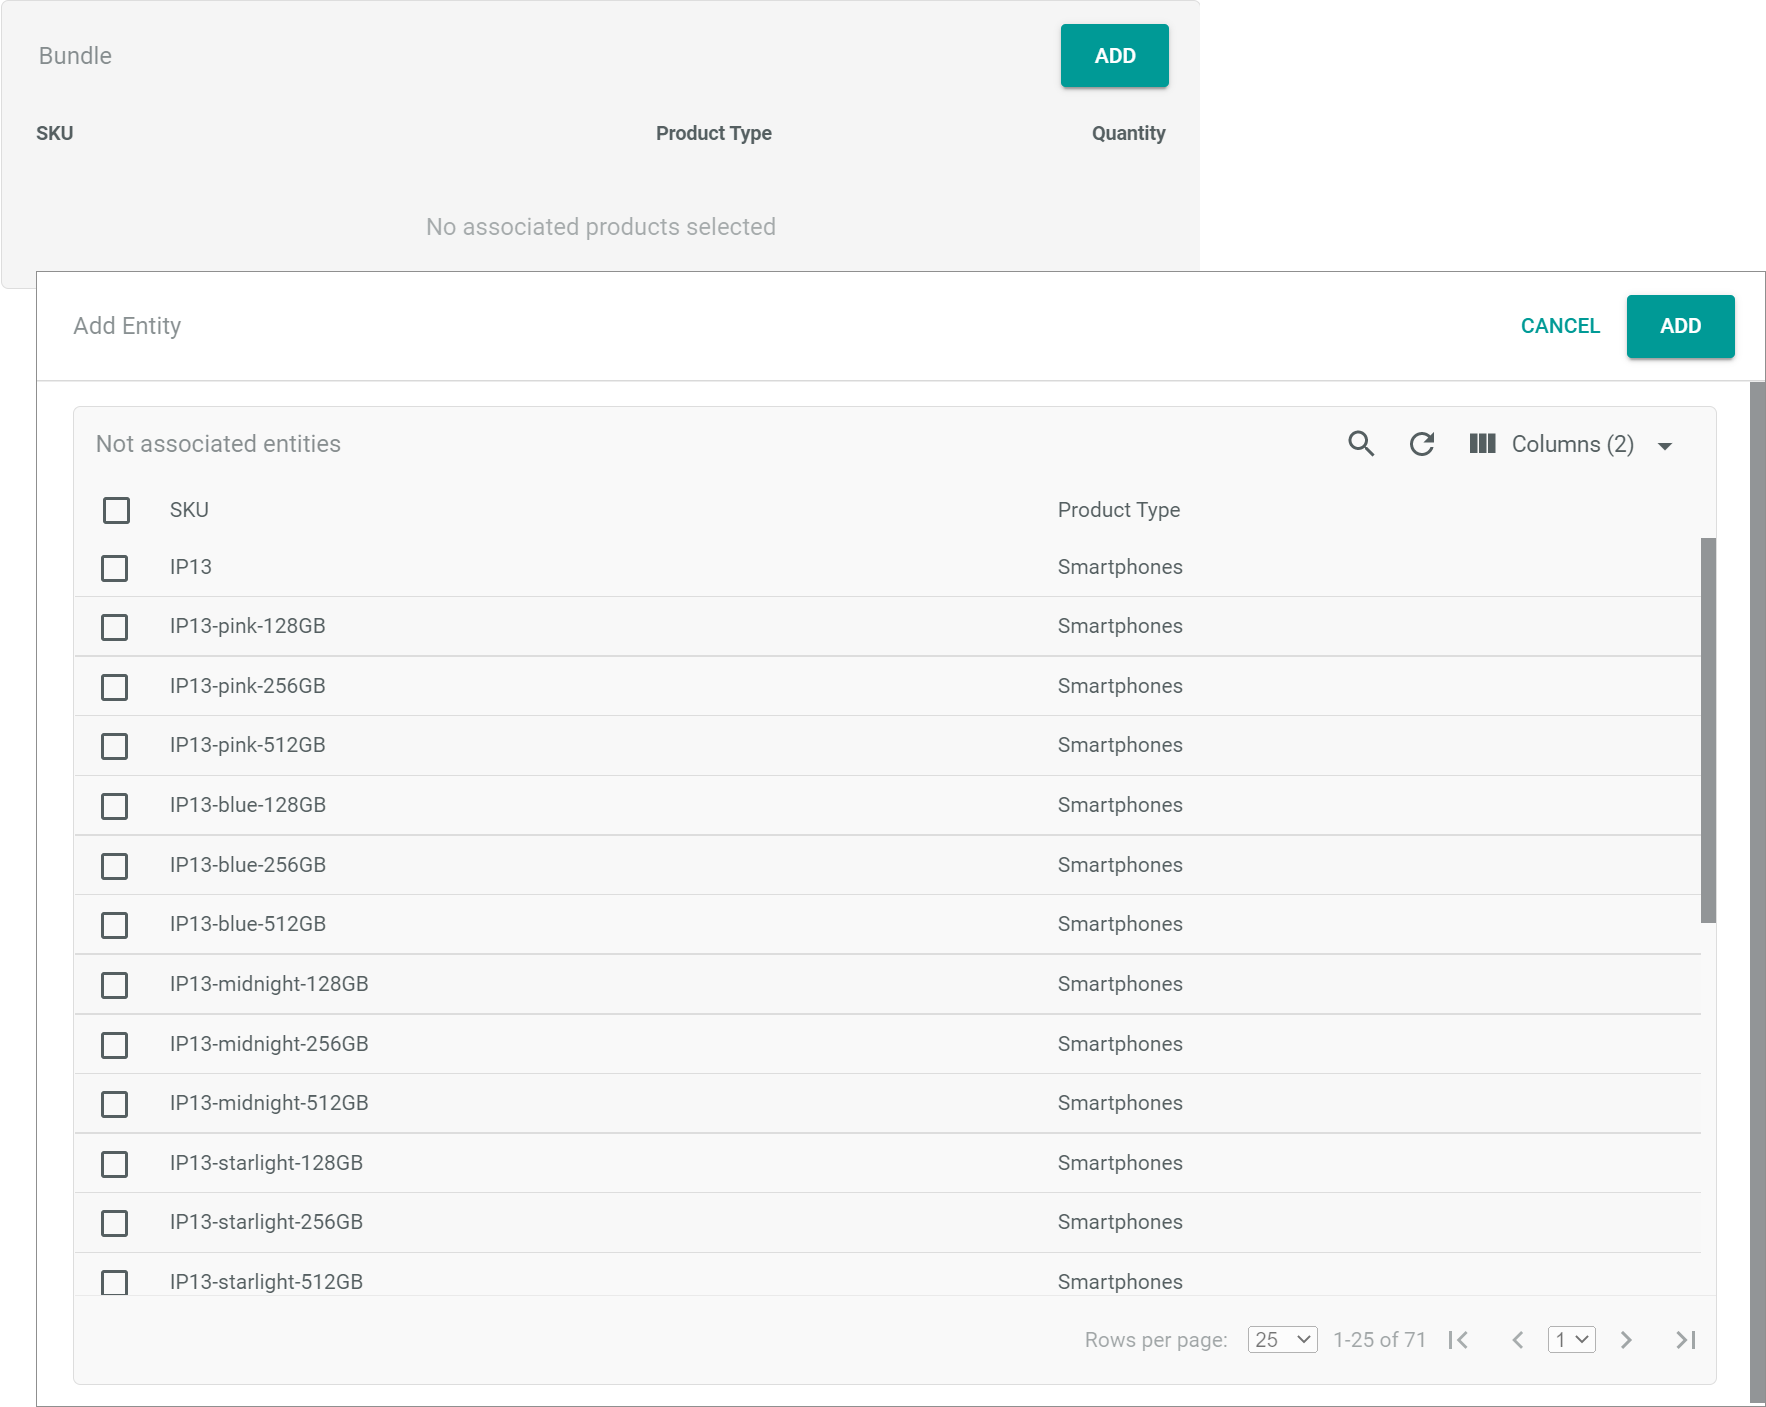 Bundle ADD
SKU Product Type Quantity
No associated products selected
Add Entity CANCEL ADD
Not associated entities Columns (2)
SKU Product Type
IP13 Smartphones
IP13-pink-128GB Smartphones
IP13-pink-256GB Smartphones
IP13-pink-512GB Smartphones
IP13-blue-128GB Smartphones
IP13-blue-256GB Smartphones
IP13-blue-512GB Smartphones
IP13-midnight-128GB Smartphones
IP13-midnight-256GB Smartphones
IP13-midnight-512GB Smartphones
IP13-starlight-128GB Smartphones
IP13-starlight-256GB Smartphones
IP13-starlight-512GB Smartphones
Rows per page: 25 1-25 of 71 1